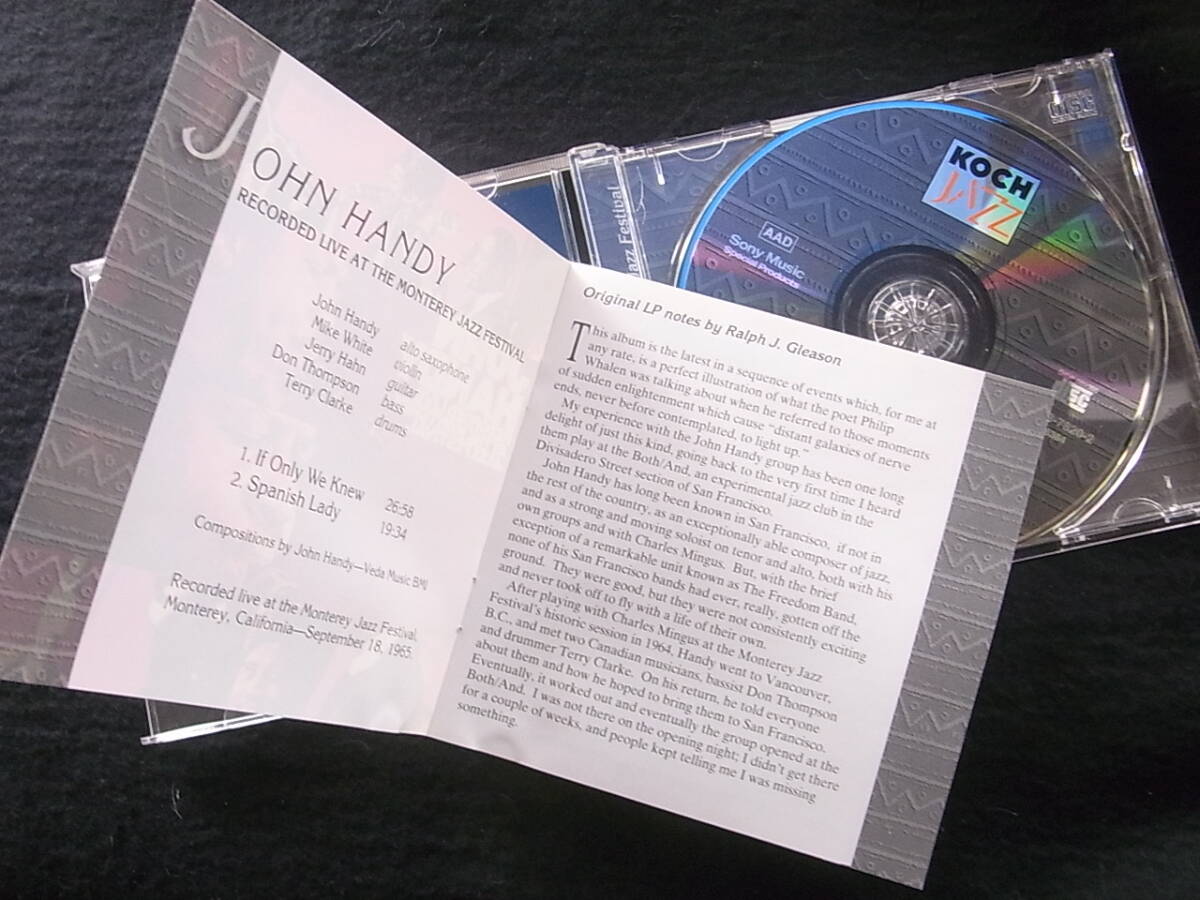 JOHN HANDY
RECORDED LIVE AT THE MONTEREY JAZZ FESTIVAL
John Handy alto saxophone
Mike White violin
Jerry Hahn guitar
Don Thompson bass
Terry Clarke drums
1. If Only We Knew 26:58
2. Spanish Lady 19:34
Compositions by John Handy—Veda Music BMI
Recorded live at the Monterey Jazz Festival,
Monterey, California—September 18, 1965.
Original LP notes by Ralph J. Gleason
This album is the latest in a sequence of events which, for me at
any rate, is a perfect illustration of what the poet Philip
Whalen was talking about when he referred to those moments
of sudden enlightenment which cause "distant galaxies of nerve
ends, never before contemplated, to light up."
My experience with the John Handy group has been one long
delight of just this kind, going back to the very first time I heard
them play at the Both/And, an experimental jazz club in the
Divisadero Street section of San Francisco.
John Handy has long been known in San Francisco, if not in
the rest of the country, as an exceptionally able composer of jazz,
and as a strong and moving soloist on tenor and alto, both with his
own groups and with Charles Mingus. But, with the brief
exception of a remarkable unit known as The Freedom Band,
none of his San Francisco bands had ever, really, gotten off the
ground. They were good, but they were not consistently exciting
and never took off to fly with a life of their own.
After playing with Charles Mingus at the Monterey Jazz
Festival's historic session in 1964, Handy went to Vancouver,
B.C., and met two Canadian musicians, bassist Don Thompson
and drummer Terry Clarke. On his return, he told everyone
about them and how he hoped to bring them to San Francisco.
Eventually, it worked out and eventually the group opened at the
Both/And. I was not there on the opening night; I didn't get there
for a couple of weeks, and people kept telling me I was missing
something.
Jazz Festival
KOCH
JAZZ
AAD
Sony Music
Special Products
DISC